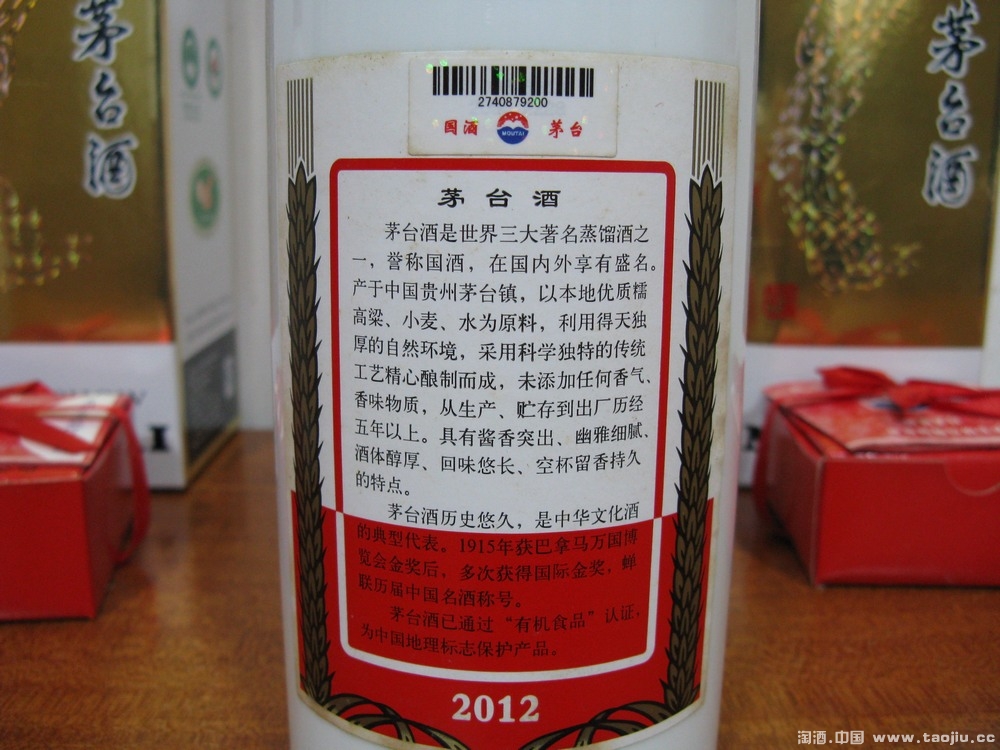 茅台酒
茅台酒
2740879200
国酒 MOUTAI 茅台
茅台酒
茅台酒是世界三大著名蒸馏酒之
一，誉称国酒，在国内外享有盛名。
产于中国贵州茅台镇，以本地优质糯
高粱、小麦、水为原料，利用得天独
厚的自然环境，采用科学独特的传统
工艺精心酿制而成，未添加任何香气、
香味物质，从生产、贮存到出厂历经
五年以上。具有酱香突出、幽雅细腻、
酒体醇厚、回味悠长、空杯留香持久
的特点。
茅台酒历史悠久，是中华文化酒
的典型代表。1915年获巴拿马万国博
览会金奖后，多次获得国际金奖，蝉
联历届中国名酒称号。
茅台酒已通过“有机食品”认证，
为中国地理标志保护产品。
2012
淘酒.中国 www.taojiu.cc